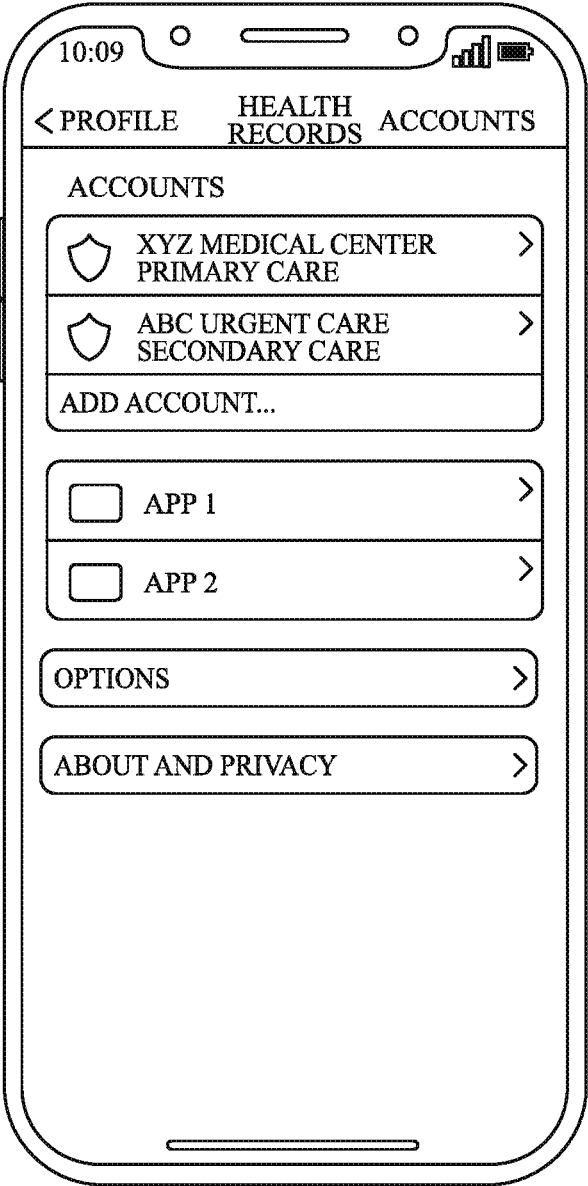 10:09
< PROFILE HEALTH RECORDS ACCOUNTS
ACCOUNTS
XYZ MEDICAL CENTER
PRIMARY CARE
ABC URGENT CARE
SECONDARY CARE
ADD ACCOUNT...
APP 1
APP 2
OPTIONS
ABOUT AND PRIVACY